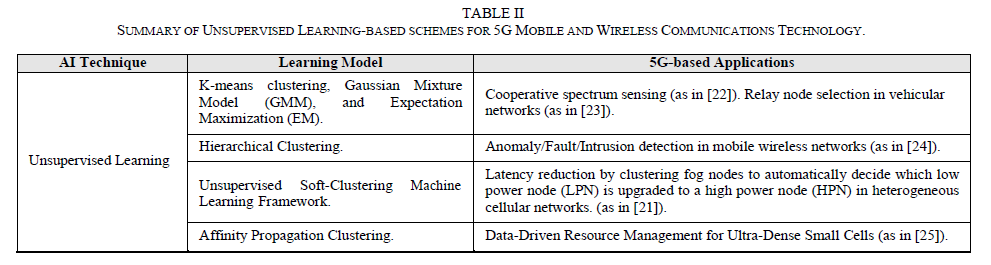 TABLE II
SUMMARY OF UNSUPERVISED LEARNING-BASED SCHEMES FOR 5G MOBILE AND WIRELESS COMMUNICATIONS TECHNOLOGY.
AI Technique Learning Model 5G-based Applications
Unsupervised Learning
K-means clustering, Gaussian Mixture
Model (GMM), and Expectation
Maximization (EM).
Cooperative spectrum sensing (as in [22]). Relay node selection in vehicular
networks (as in [23]).
Hierarchical Clustering.
Anomaly/Fault/Intrusion detection in mobile wireless networks (as in [24]).
Unsupervised Soft-Clustering Machine
Learning Framework.
Latency reduction by clustering fog nodes to automatically decide which low
power node (LPN) is upgraded to a high power node (HPN) in heterogeneous
cellular networks. (as in [21]).
Affinity Propagation Clustering.
Data-Driven Resource Management for Ultra-Dense Small Cells (as in [25]).